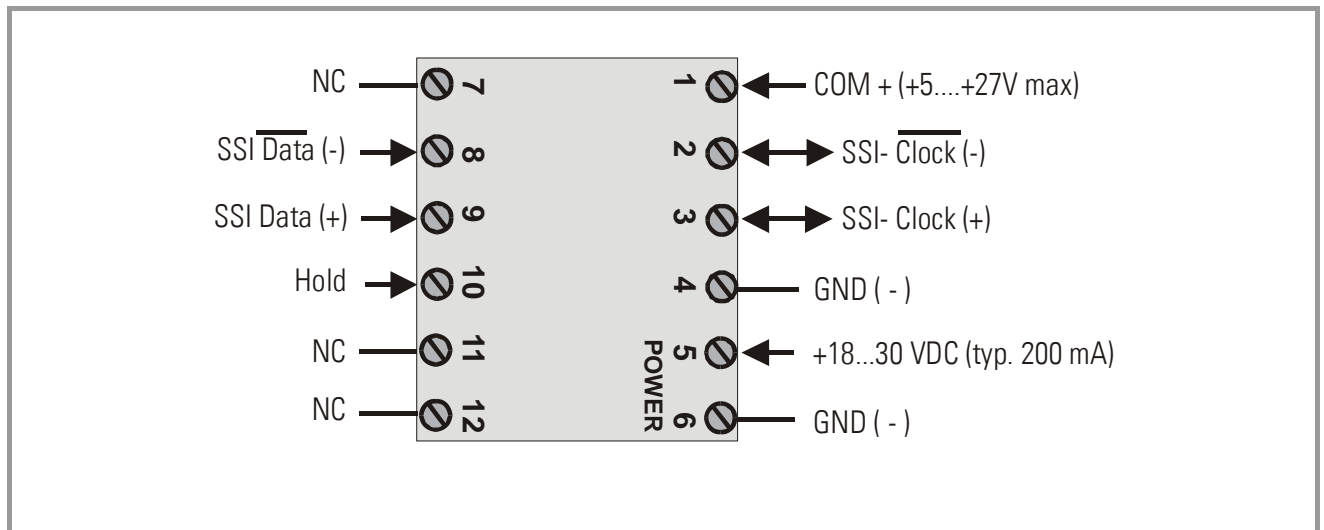 NC 7 1 COM + (+5....+27V max)
SSI Data (-) 8 2 SSI- Clock (-)
SSI Data (+) 9 3 SSI- Clock (+)
Hold 10 4 GND ( - )
NC 11 5 +18...30 VDC (typ. 200 mA)
POWER
NC 12 6 GND ( - )